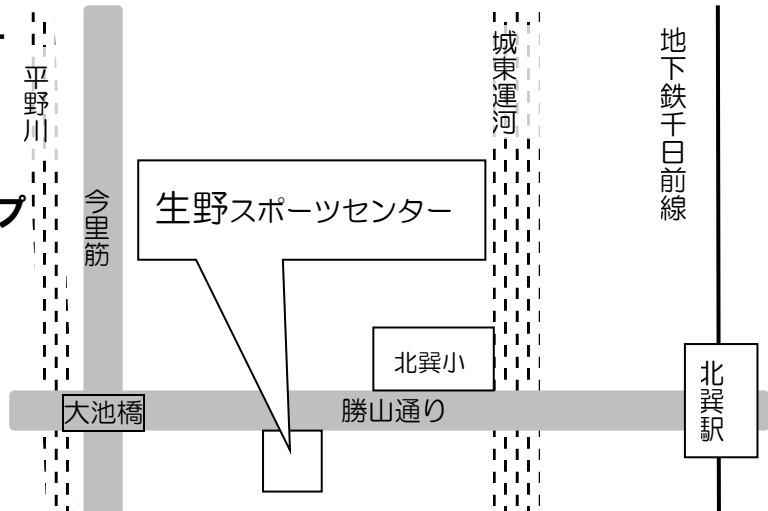 平野川
今里筋
プ
生野スポーツセンター
城東運河
地下鉄千日前線
北巽小
大池橋
勝山通り
北巽駅